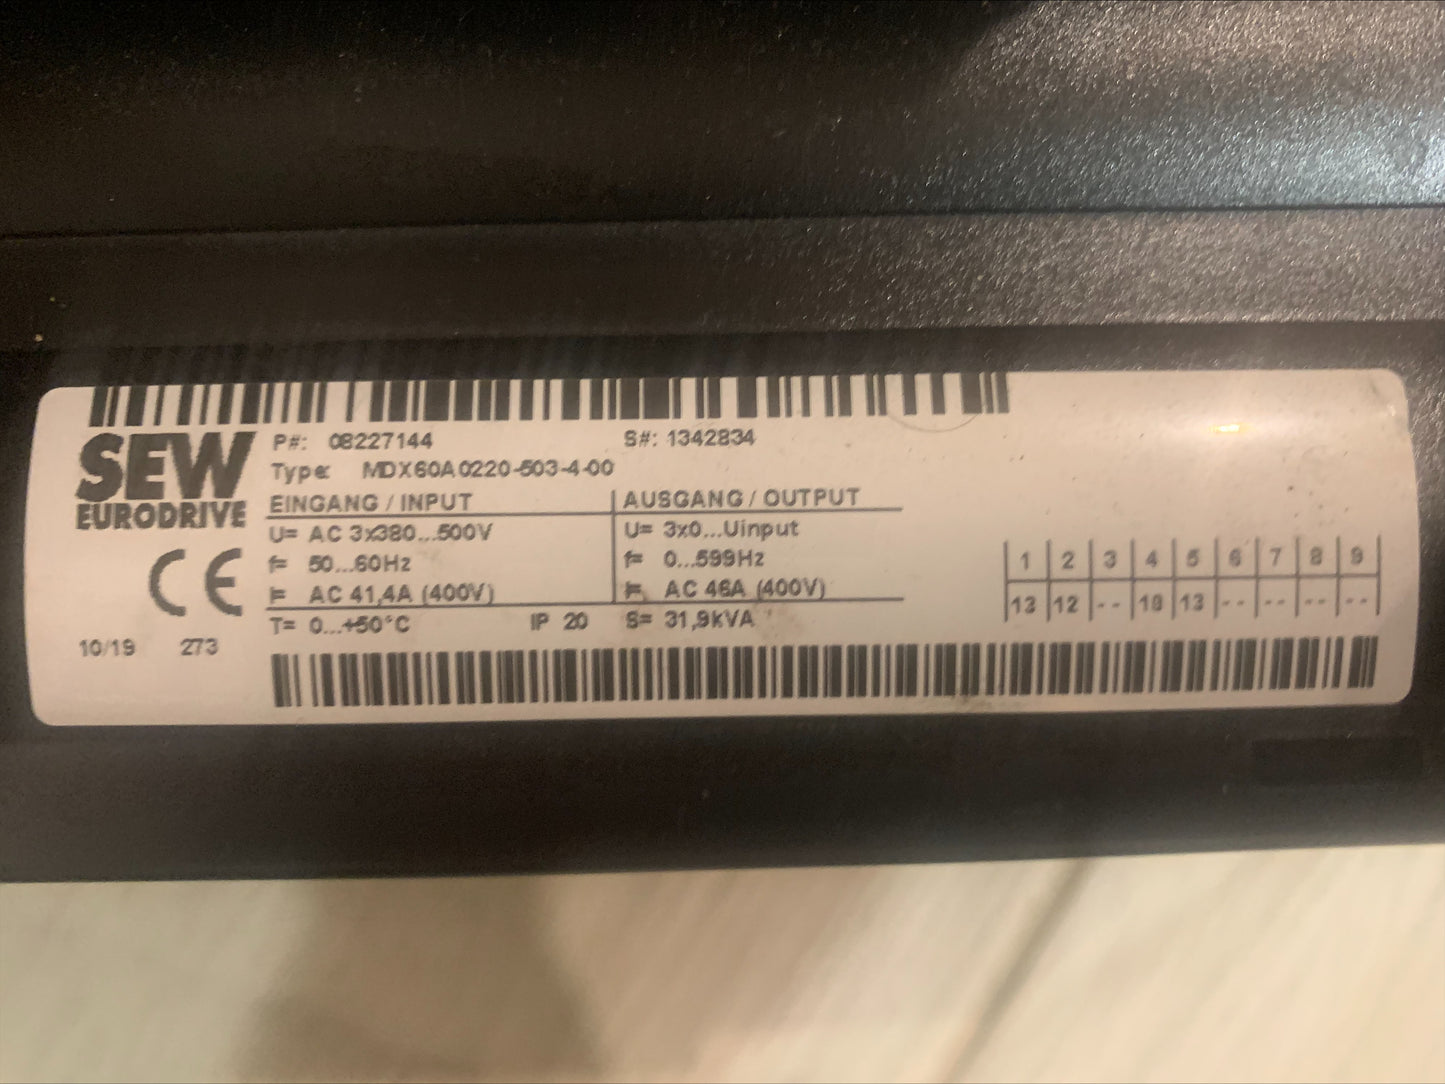 SEW
EURODRIVE
CE
10/19 273
P#: 08227144 S#: 1342834
Type: MDX60A0220-503-4-00
EINGANG / INPUT AUSGANG / OUTPUT
U= AC 3x380...500V U= 3x0...Uinput
f= 50...60Hz f= 0...599Hz
I= AC 41,4A (400V) I= AC 46A (400V)
T= 0...+50°C IP 20 S= 31,9kVA
1 2 3 4 5 6 7 8 9
13 12 -- 10 13 -- -- -- --